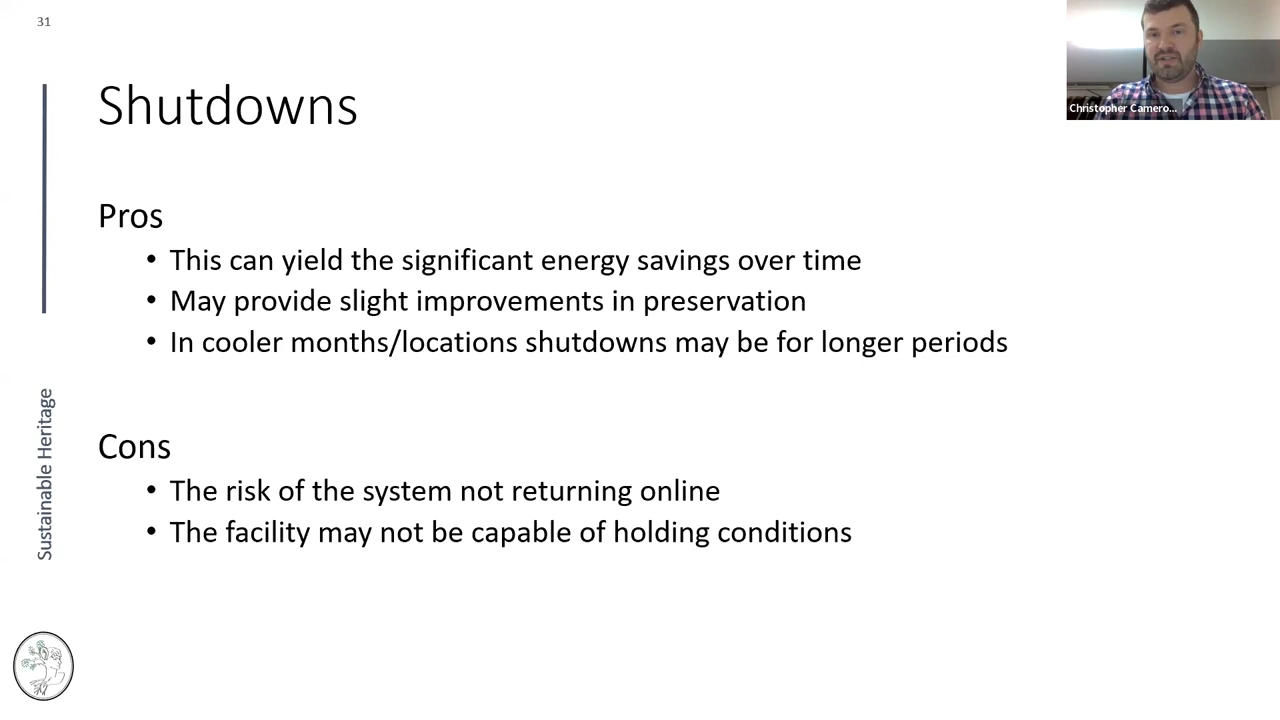 31
Shutdowns
Christopher Camero...
Pros
• This can yield the significant energy savings over time
• May provide slight improvements in preservation
• In cooler months/locations shutdowns may be for longer periods
Cons
• The risk of the system not returning online
• The facility may not be capable of holding conditions
Sustainable Heritage